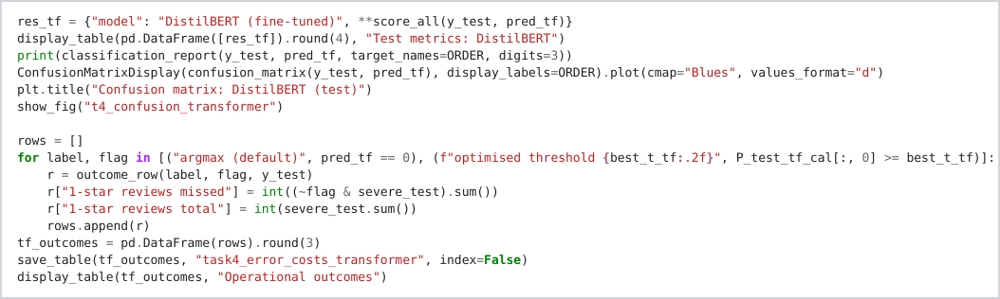 res_tf = {"model": "DistilBERT (fine-tuned)", **score_all(y_test, pred_tf)}
display_table(pd.DataFrame([res_tf]).round(4), "Test metrics: DistilBERT")
print(classification_report(y_test, pred_tf, target_names=ORDER, digits=3))
ConfusionMatrixDisplay(confusion_matrix(y_test, pred_tf), display_labels=ORDER).plot(cmap="Blues", values_format="d")
plt.title("Confusion matrix: DistilBERT (test)")
show_fig("t4_confusion_transformer")

rows = []
for label, flag in [("argmax (default)", pred_tf == 0), (f"optimised threshold {best_t_tf:.2f}", P_test_tf_cal[:, 0] >= best_t_tf)]:
    r = outcome_row(label, flag, y_test)
    r["1-star reviews missed"] = int((~flag & severe_test).sum())
    r["1-star reviews total"] = int(severe_test.sum())
    rows.append(r)
tf_outcomes = pd.DataFrame(rows).round(3)
save_table(tf_outcomes, "task4_error_costs_transformer", index=False)
display_table(tf_outcomes, "Operational outcomes")